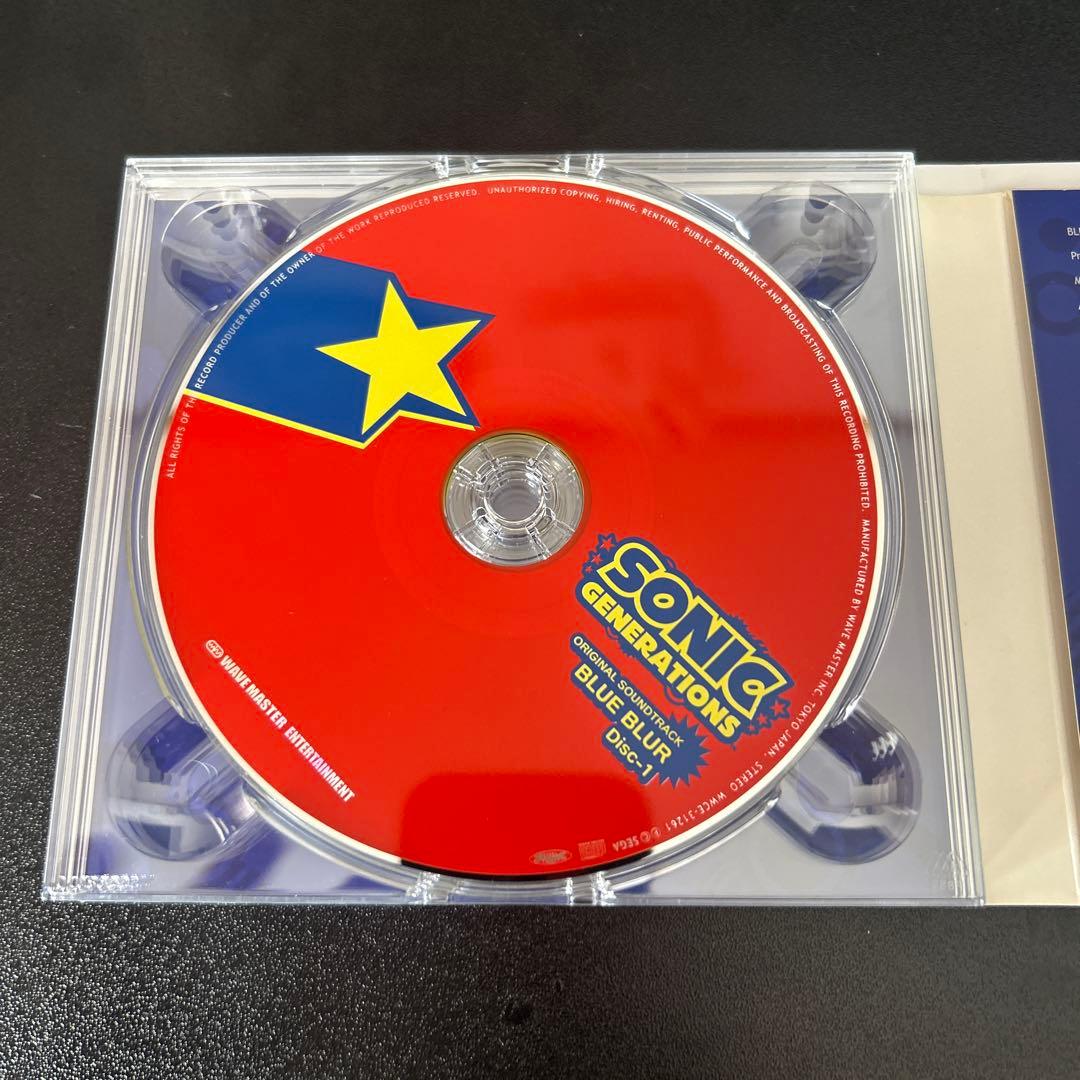 ALL RIGHTS OF THE RECORD PRODUCER AND OF THE OWNER OF THE WORK REPRODUCED RESERVED. UNAUTHORIZED COPYING, HIRING, RENTING, PUBLIC PERFORMANCE AND BROADCASTING OF THIS RECORDING PROHIBITED. MANUFACTURED BY WAVE MASTER INC. TOKYO JAPAN. STEREO WWCE-31261 Ⓟ Ⓒ SEGA
SONIC
GENERATIONS
ORIGINAL SOUNDTRACK
BLUE BLUR
Disc-1
WAVE MASTER ENTERTAINMENT